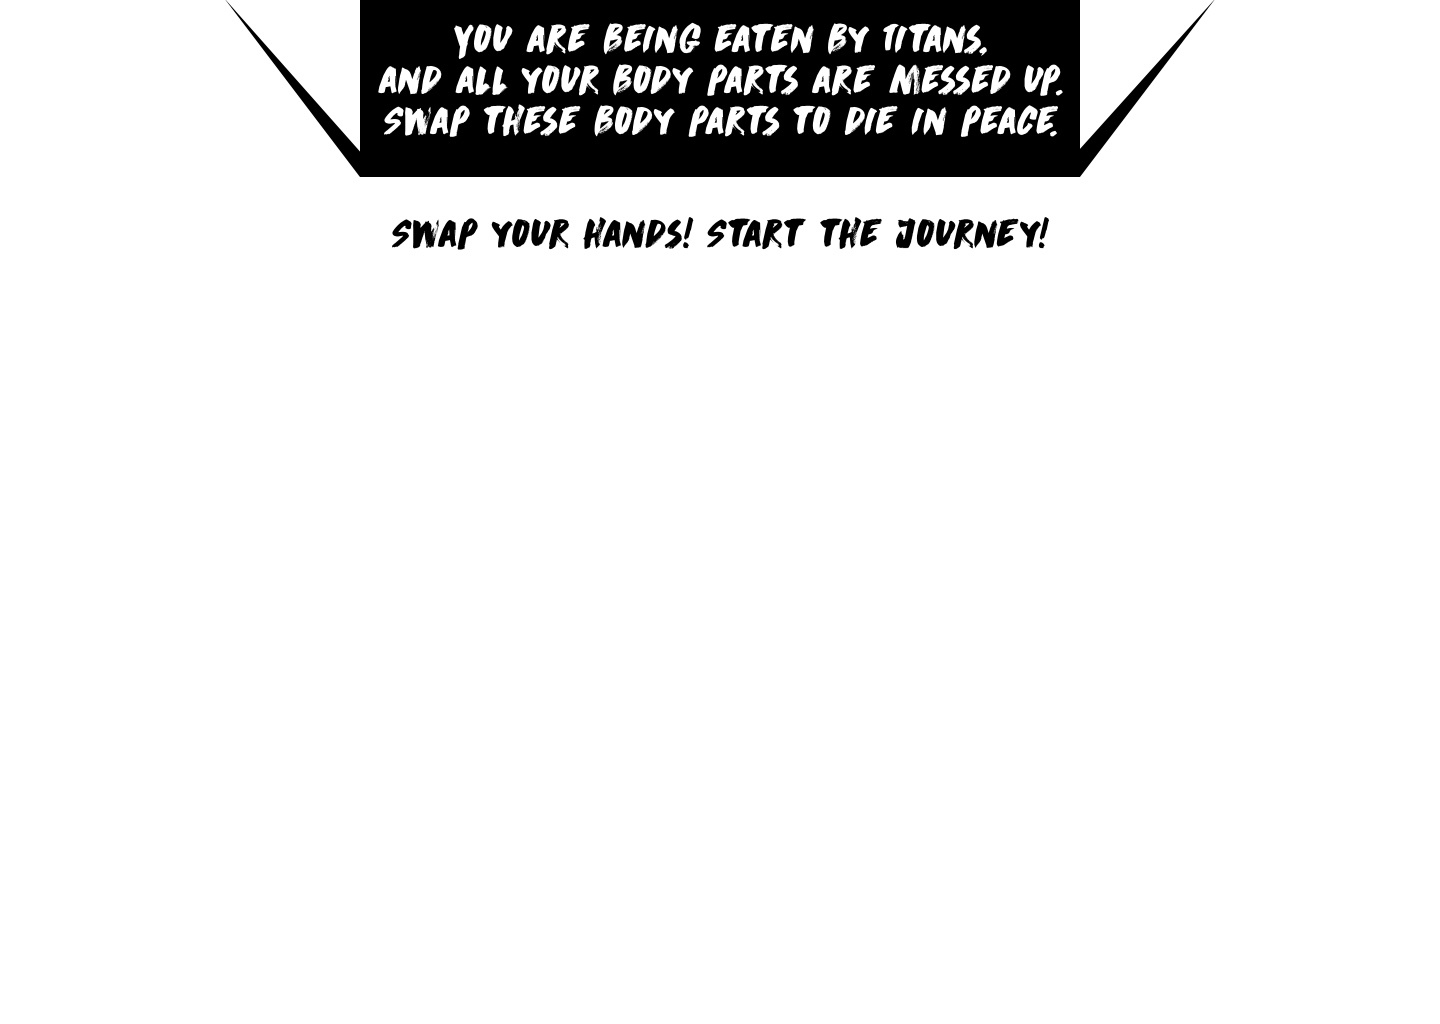 YOU ARE BEING EATEN BY TITANS,
AND ALL YOUR BODY PARTS ARE MESSED UP.
SWAP THESE BODY PARTS TO DIE IN PEACE.
SWAP YOUR HANDS! START THE JOURNEY!